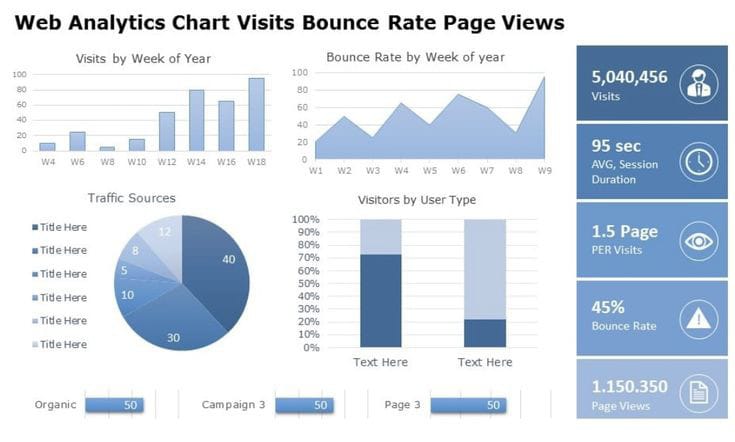 Web Analytics Chart Visits Bounce Rate Page Views
Visits by Week of Year
100
80
60
40
20
0
W4 W6 W8 W10 W12 W14 W16 W18
Bounce Rate by Week of year
100
80
60
40
20
0
W1 W2 W3 W4 W5 W6 W7 W8 W9
Traffic Sources
Title Here
Title Here
Title Here
Title Here
Title Here
Title Here
40
30
10
5
8
12
Visitors by User Type
100%
90%
80%
70%
60%
50%
40%
30%
20%
10%
0%
Text Here Text Here
Organic 50
Campaign 3 50
Page 3 50
5,040,456
Visits
95 sec
AVG, Session
Duration
1.5 Page
PER Visits
45%
Bounce Rate
1.150.350
Page Views